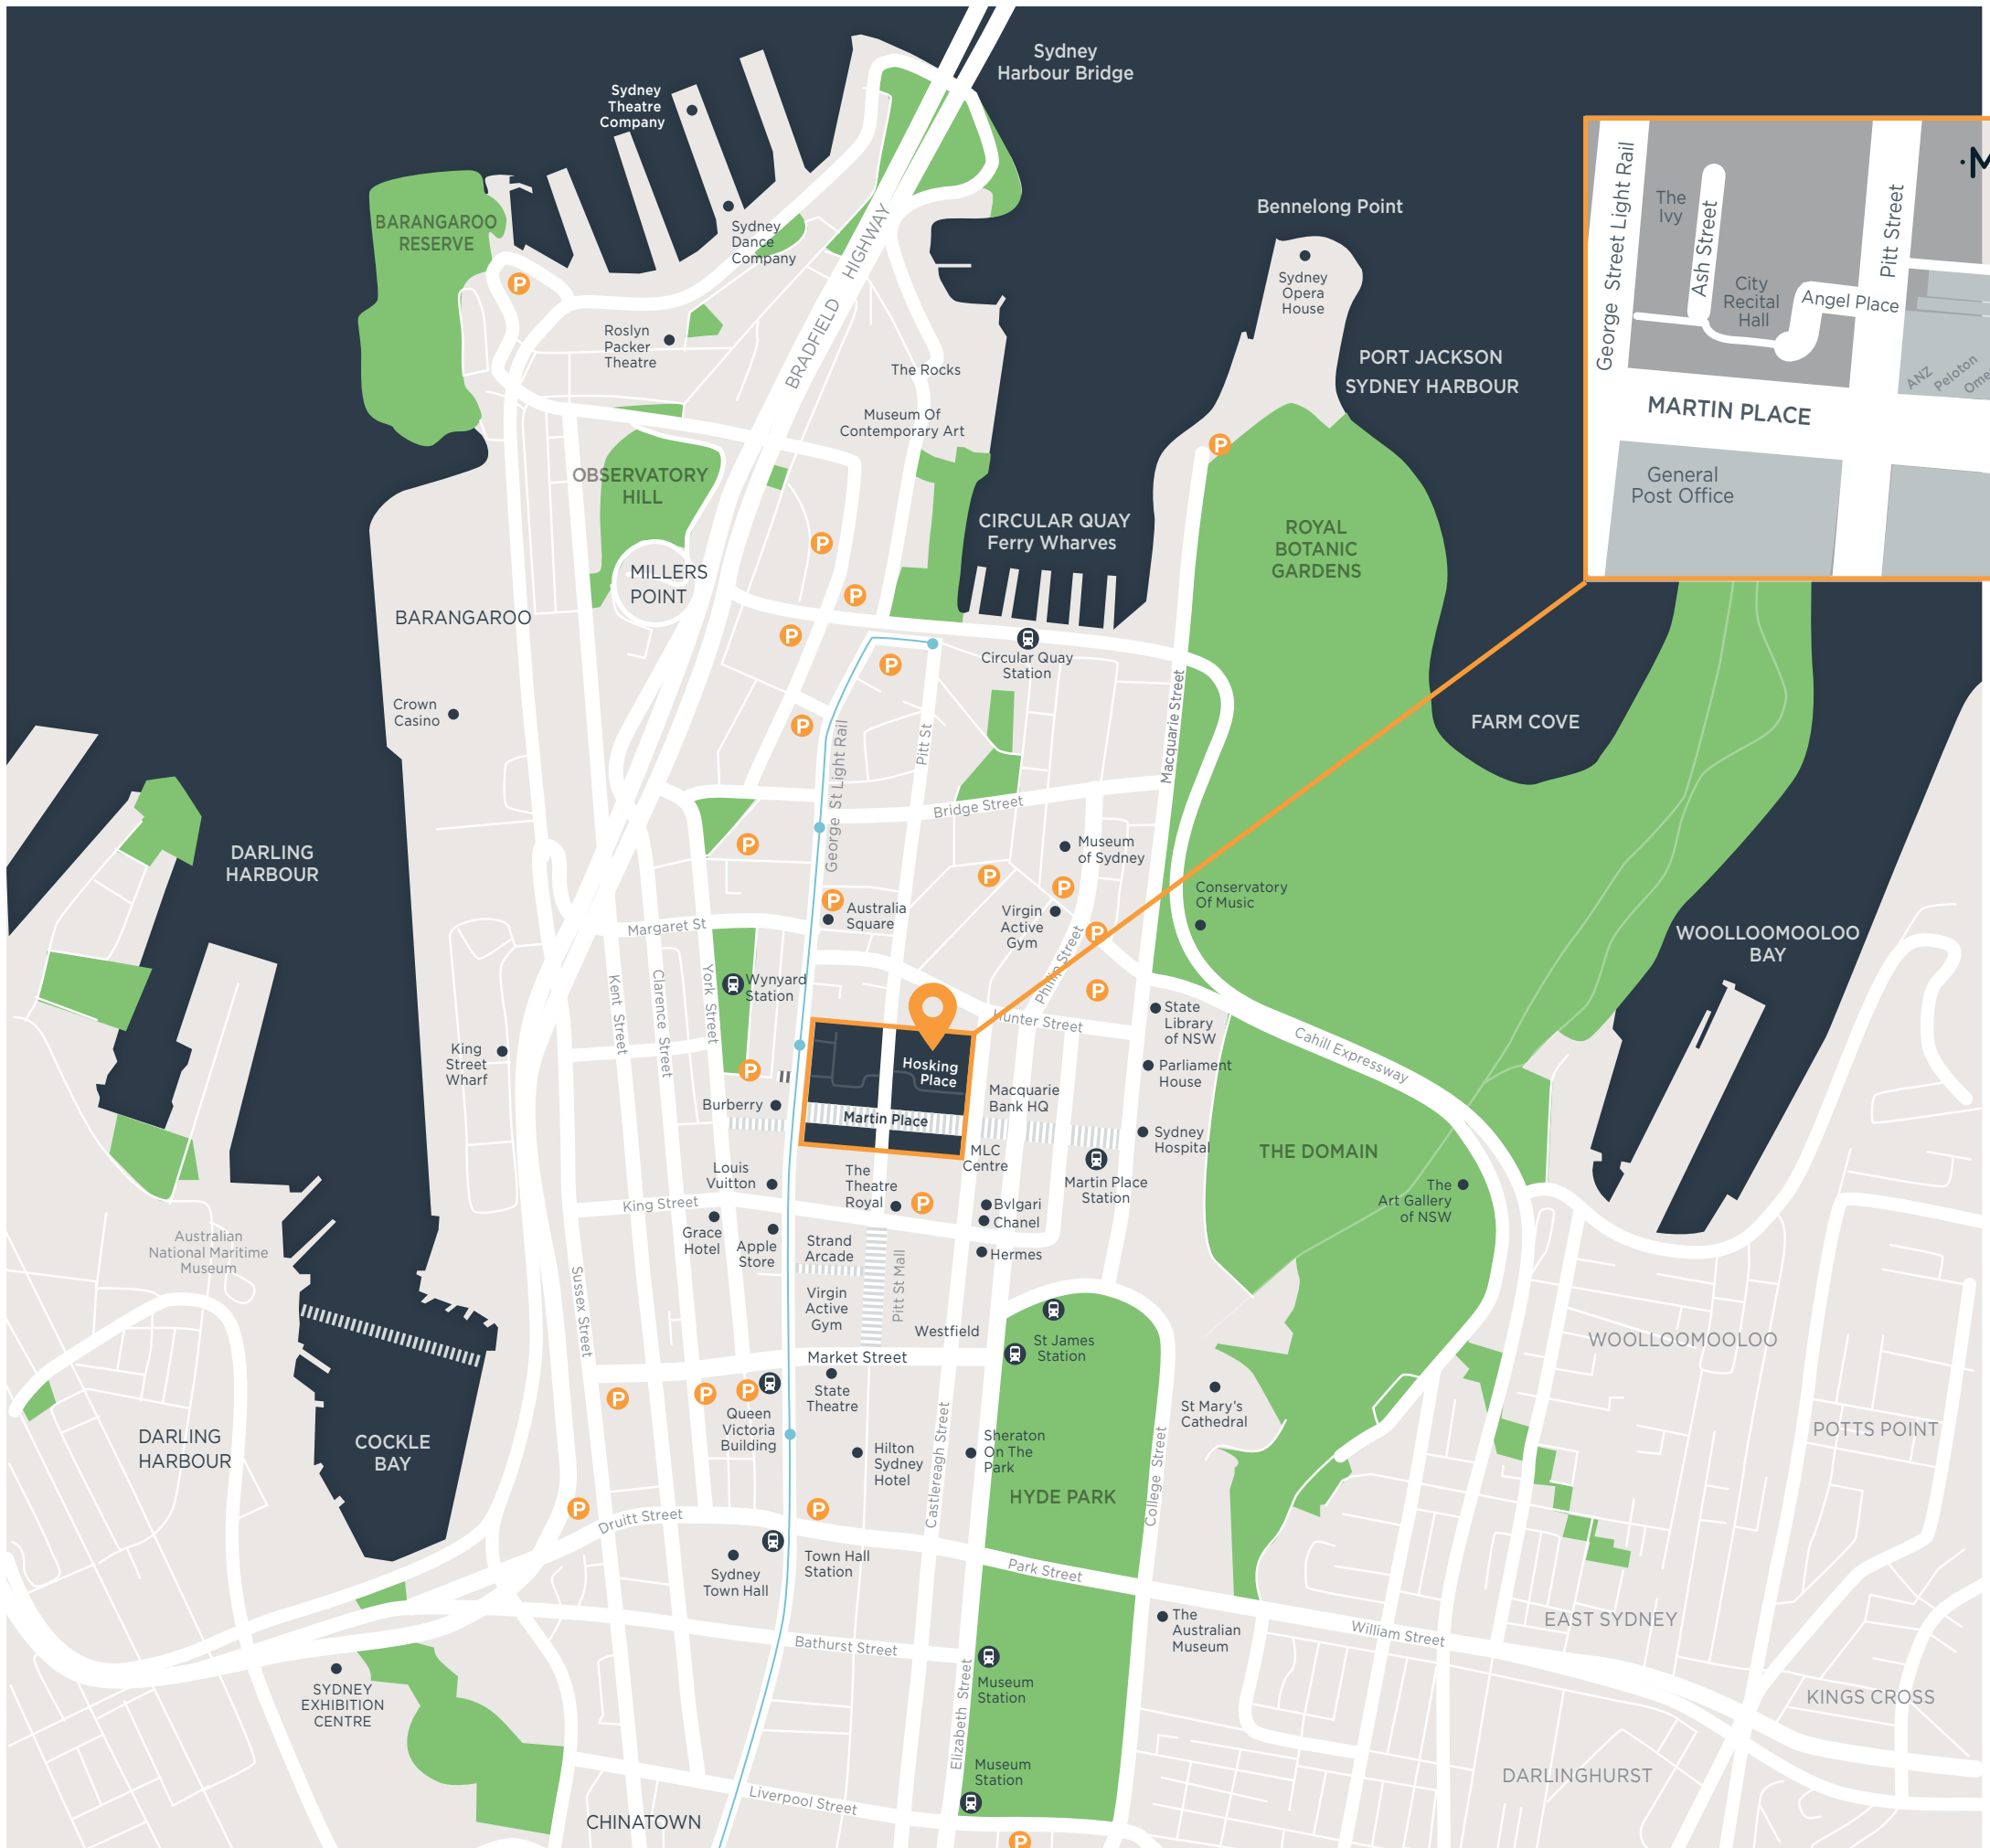 Sydney
Harbour Bridge
Sydney
Theatre
Company
BARANGAROO
RESERVE
Sydney
Dance
Company
BRADFIELD HIGHWAY
Bennelong Point
Sydney
Opera
House
Roslyn
Packer
Theatre
The Rocks
PORT JACKSON
SYDNEY HARBOUR
Museum Of
Contemporary Art
George Street Light Rail
The
Ivy
Ash Street
City
Recital
Hall
Angel Place
Pitt Street
ANZ
Peloton
MARTIN PLACE
General
Post Office
OBSERVATORY
HILL
CIRCULAR QUAY
Ferry Wharves
ROYAL
BOTANIC
GARDENS
MILLERS
POINT
BARANGAROO
P
P
P
P
P
P
P
Circular Quay
Station
Crown
Casino
Macquarie Street
FARM COVE
George St Light Rail
Pitt St
Bridge Street
DARLING
HARBOUR
P
Museum
of Sydney
P
P
Conservatory
Of Music
P
Australia
Square
Virgin
Active
Gym
P
Phillip Street
WOOLLOOMOOLOO
BAY
Margaret St
Kent Street
Clarence Street
York Street
Wynyard
Station
P
State
Library
of NSW
Hunter Street
Cahill Expressway
King
Street
Wharf
P
Hosking
Place
Parliament
House
Macquarie
Bank HQ
Burberry
Martin Place
Sydney
Hospital
THE DOMAIN
MLC
Centre
Louis
Vuitton
The
Theatre
Royal
P
Martin Place
Station
The
Art Gallery
of NSW
King Street
Bvlgari
Chanel
Grace
Hotel
Apple
Store
Strand
Arcade
Hermes
Australian
National Maritime
Museum
Pitt St Mall
Sussex Street
Virgin
Active
Gym
Westfield
St James
Station
WOOLLOOMOOLOO
Market Street
P
P
P
State
Theatre
St Mary's
Cathedral
Queen
Victoria
Building
POTTS POINT
DARLING
HARBOUR
COCKLE
BAY
Hilton
Sydney
Hotel
Castlereagh Street
Sheraton
On The
Park
College Street
HYDE PARK
P
P
Druitt Street
Town Hall
Station
Sydney
Town Hall
Park Street
The
Australian
Museum
William Street
EAST SYDNEY
Bathurst Street
Elizabeth Street
Museum
Station
SYDNEY
EXHIBITION
CENTRE
KINGS CROSS
Museum
Station
DARLINGHURST
Liverpool Street
CHINATOWN
P